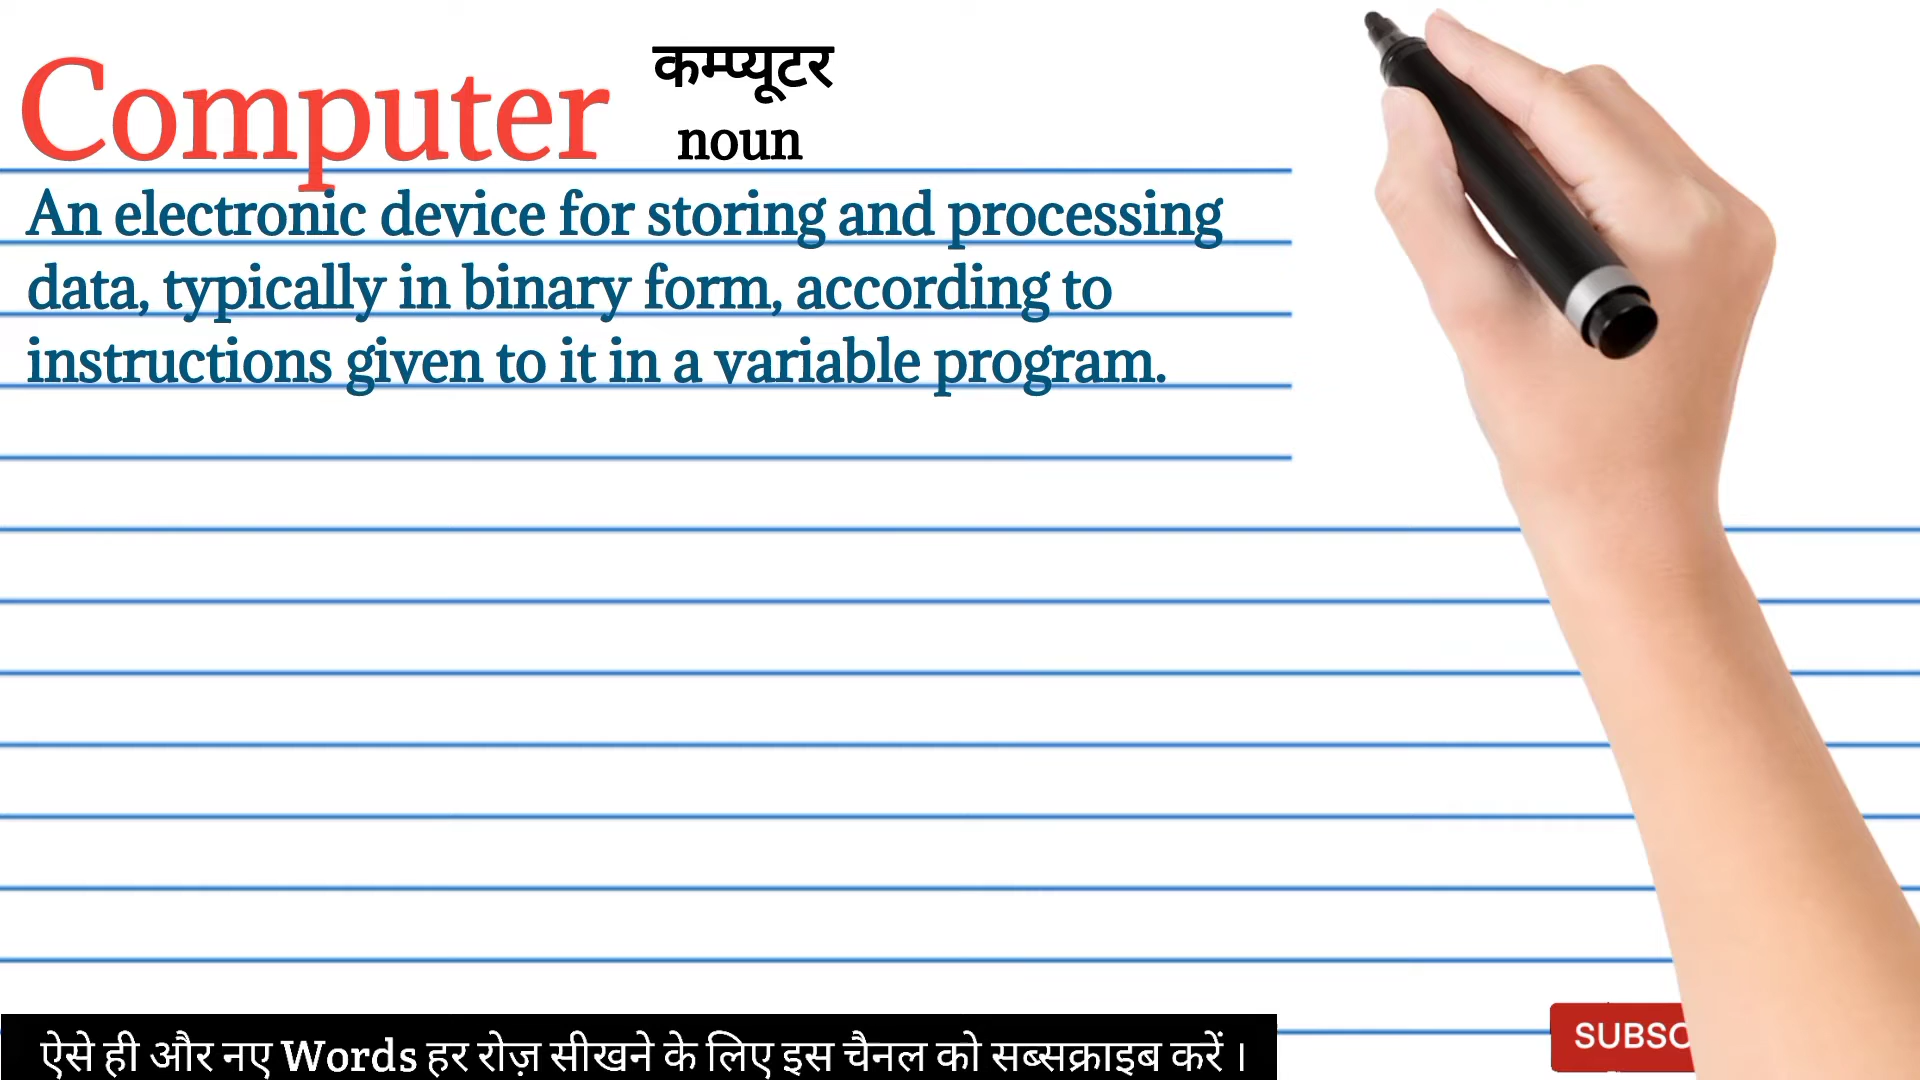 Computer
कम्प्यूटर
noun
An electronic device for storing and processing
data, typically in binary form, according to
instructions given to it in a variable program.
ऐसे ही और नए Words हर रोज़ सीखने के लिए इस चैनल को सब्सक्राइब करें ।